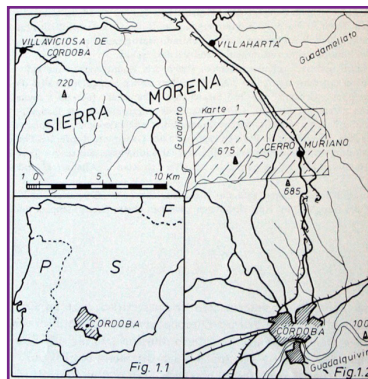 VILLAVICIOSA DE
CORDOBA
VILLAHARTA
Guadamellato
720
SIERRA MORENA
Guadiato
Karte 1
CERRO MURIANO
675
685
1 0 5 10 Km
F
P S
CORDOBA
Fig. 1.1
CORDOBA
100
Guadalquivir
Fig. 1.2